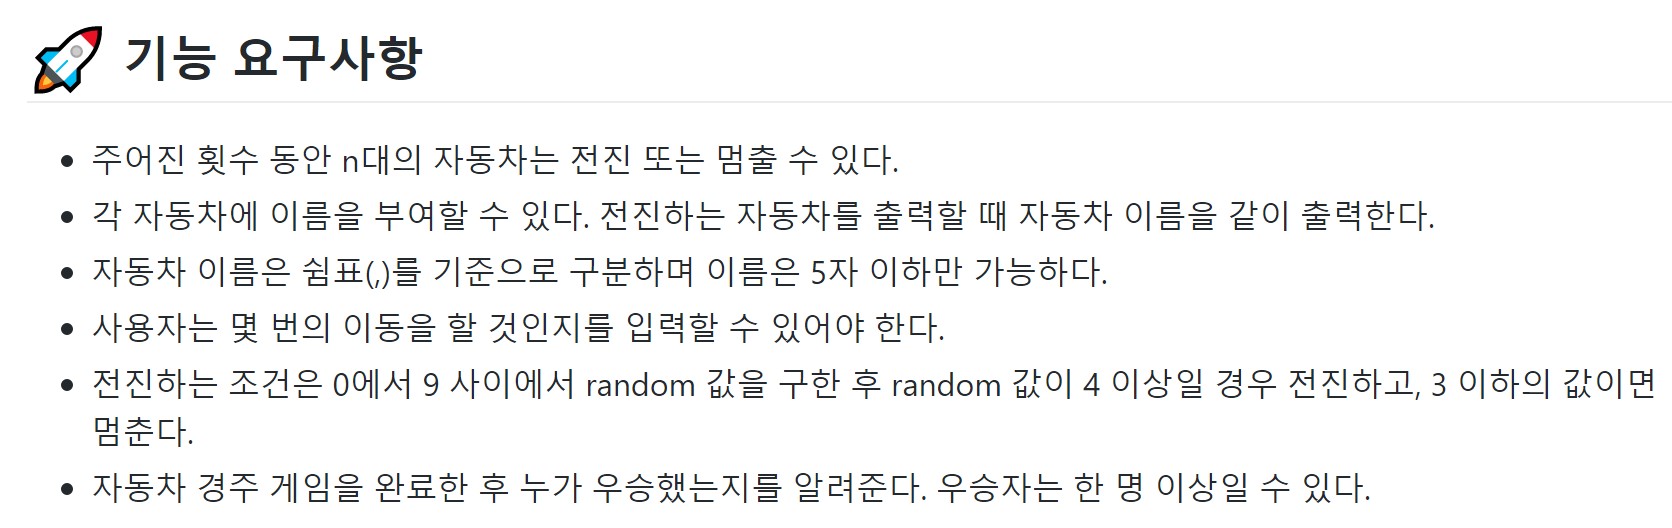 기능 요구사항
주어진 횟수 동안 n대의 자동차는 전진 또는 멈출 수 있다.
각 자동차에 이름을 부여할 수 있다. 전진하는 자동차를 출력할 때 자동차 이름을 같이 출력한다.
자동차 이름은 쉼표(,)를 기준으로 구분하며 이름은 5자 이하만 가능하다.
사용자는 몇 번의 이동을 할 것인지를 입력할 수 있어야 한다.
전진하는 조건은 0에서 9 사이에서 random 값을 구한 후 random 값이 4 이상일 경우 전진하고, 3 이하의 값이면
멈춘다.
자동차 경주 게임을 완료한 후 누가 우승했는지를 알려준다. 우승자는 한 명 이상일 수 있다.